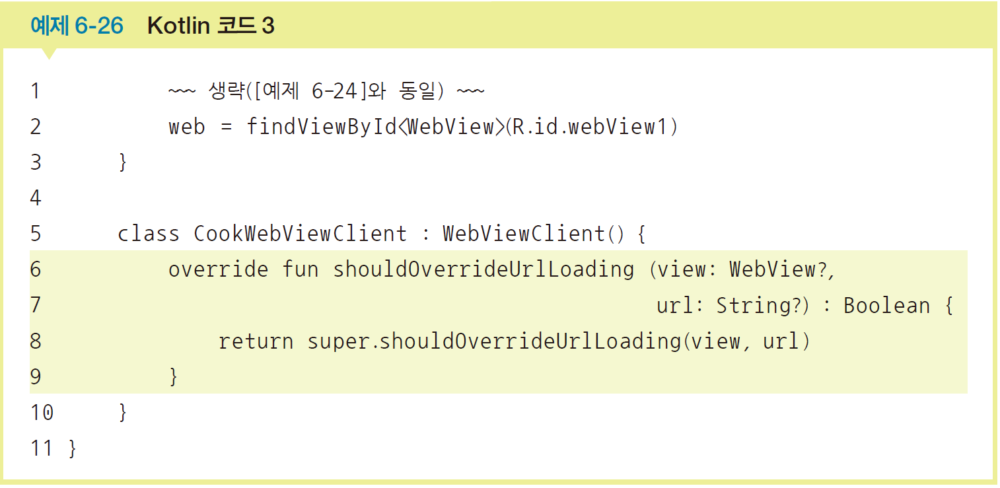 예제 6-26 Kotlin 코드 3
1 ~~~ 생략([예제 6-24]와 동일) ~~~
2 web = findViewById<WebView>(R.id.webView1)
3 }
4
5 class CookWebViewClient : WebViewClient() {
6 override fun shouldOverrideUrlLoading (view: WebView?,
7 url: String?) : Boolean {
8 return super.shouldOverrideUrlLoading(view, url)
9 }
10 }
11 }